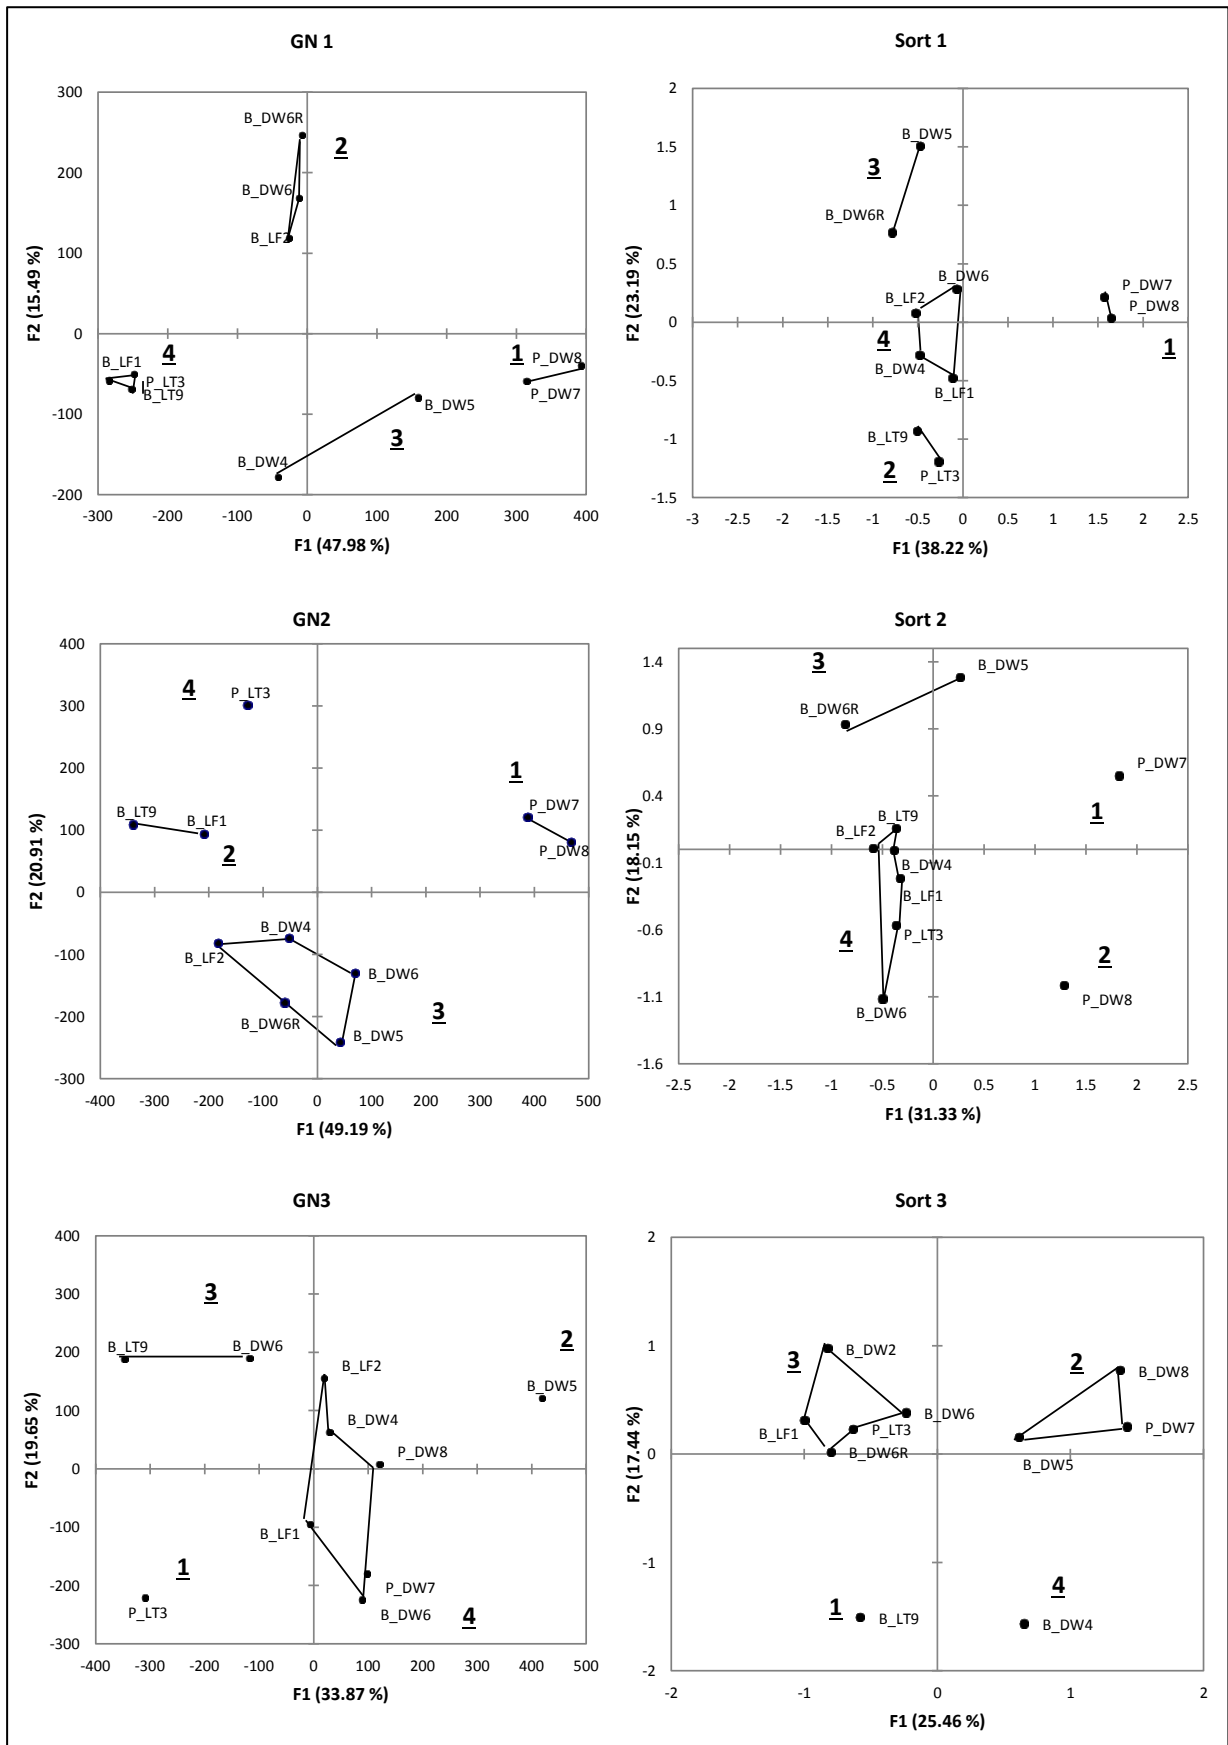 GN 1
300
B_DW6R
2
200
B_DW6
B_LF2
100
F2 (15.49 %)
0
4
B_LF1
P_LT3
B_LT9
1
P_DW8
P_DW7
-100
B_DW5
3
B_DW4
-200
-300 -200 -100 0 100 200 300 400
F1 (47.98 %)
Sort 1
2
B_DW5
1.5
3
1
B_DW6R
F2 (23.19 %)
0.5
B_DW6
P_DW7
B_LF2
P_DW8
0
4
1
B_DW4
-0.5
B_LF1
B_LT9
-1
2
P_LT3
-1.5
-3 -2.5 -2 -1.5 -1 -0.5 0 0.5 1 1.5 2 2.5
F1 (38.22 %)
GN2
400
4
P_LT3
300
200
1
B_LT9
P_DW7
B_LF1
100
2
P_DW8
F2 (20.91 %)
0
B_DW4
-100
B_LF2
B_DW6
-200
B_DW6R
3
B_DW5
-300
-400 -300 -200 -100 0 100 200 300 400 500
F1 (49.19 %)
Sort 2
1.4
3
B_DW5
B_DW6R
0.9
P_DW7
0.4
1
B_LT9
B_LF2
F2 (18.15 %)
-0.1
B_DW4
B_LF1
-0.6
P_LT3
4
2
-1.1
P_DW8
B_DW6
-1.6
-2.5 -2 -1.5 -1 -0.5 0 0.5 1 1.5 2 2.5
F1 (31.33 %)
GN3
400
300
3
2
B_LT9
B_DW6
B_LF2
200
B_DW5
100
B_DW4
P_DW8
F2 (19.65 %)
0
-100
B_LF1
1
P_DW7
-200
P_LT3
B_DW6
4
-300
-400 -300 -200 -100 0 100 200 300 400 500
F1 (33.87 %)
Sort 3
2
3
B_DW2
2
B_DW8
1
B_DW6
B_LF1
P_LT3
P_DW7
B_DW6R
B_DW5
0
F2 (17.44 %)
-1
4
1
B_LT9
B_DW4
-2
-2 -1 0 1 2
F1 (25.46 %)